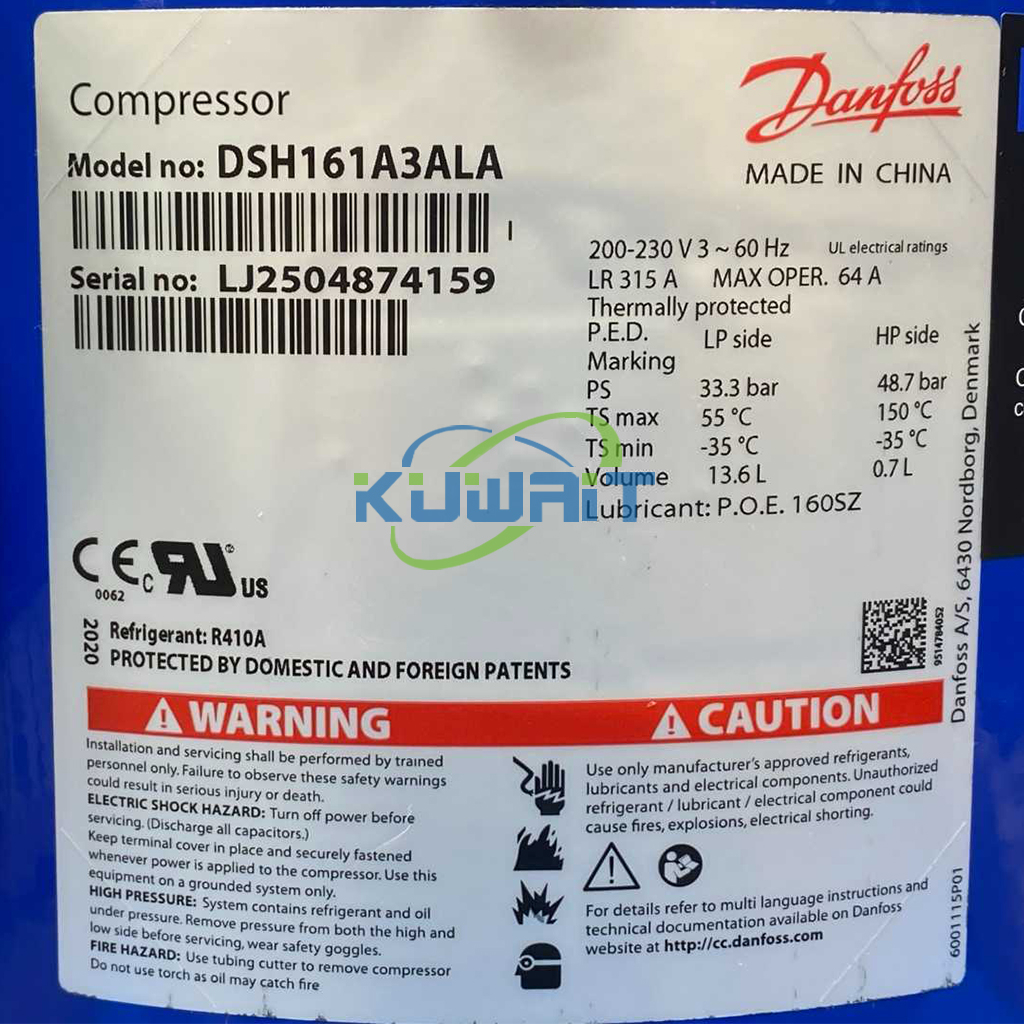 Compressor
Danfoss
MADE IN CHINA
Model no: DSH161A3ALA
Serial no: LJ2504874159
200-230 V 3 ~ 60 Hz UL electrical ratings
LR 315 A MAX OPER. 64 A
Thermally protected
P.E.D. LP side HP side
Marking
PS 33.3 bar 48.7 bar
TS max 55 °C 150 °C
TS min -35 °C -35 °C
Volume 13.6 L 0.7 L
Lubricant: P.O.E. 160SZ
KUWAIT
CE
0062
c RU ® US
2020
Refrigerant: R410A
PROTECTED BY DOMESTIC AND FOREIGN PATENTS
9514784052
Danfoss A/S, 6430 Nordborg, Denmark
WARNING
Installation and servicing shall be performed by trained
personnel only. Failure to observe these safety warnings
could result in serious injury or death.
ELECTRIC SHOCK HAZARD: Turn off power before
servicing. (Discharge all capacitors.)
Keep terminal cover in place and securely fastened
whenever power is applied to the compressor. Use this
equipment on a grounded system only.
HIGH PRESSURE: System contains refrigerant and oil
under pressure. Remove pressure from both the high and
low side before servicing, wear safety goggles.
FIRE HAZARD: Use tubing cutter to remove compressor
Do not use torch as oil may catch fire
CAUTION
Use only manufacturer's approved refrigerants,
lubricants and electrical components. Unauthorized
refrigerant / lubricant / electrical component could
cause fires, explosions, electrical shorting.
For details refer to multi language instructions and
technical documentation available on Danfoss
website at http://cc.danfoss.com
6001115P01